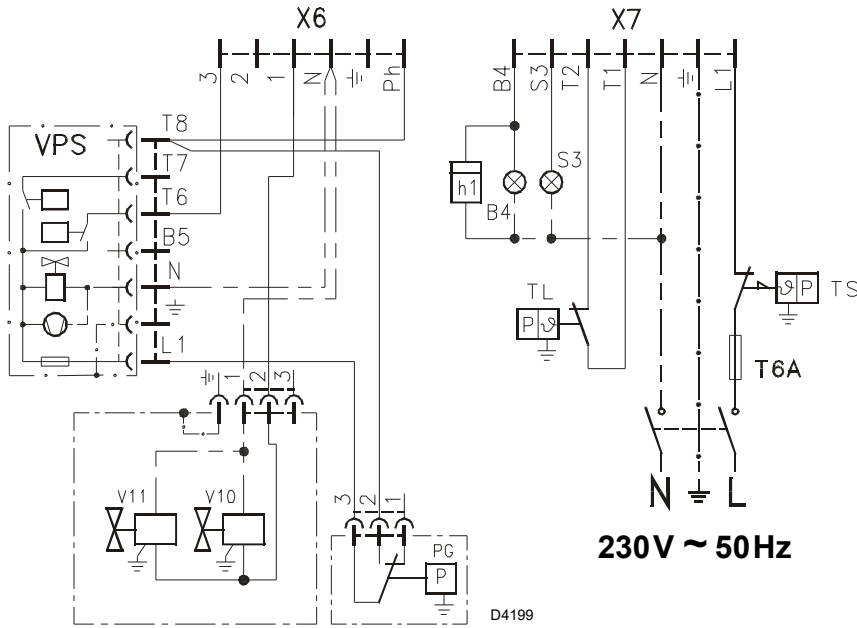 X6
X7
3 2 1 N Ph
B4 S3 T2 T1 N L1
VPS
T8
T7
T6
B5
N
L1
h1
B4
S3
TL
P ϑ
ϑ P TS
T6A
1 2 3
V11 V10
3 2 1
PG
P
N L
230V ~ 50Hz
D4199